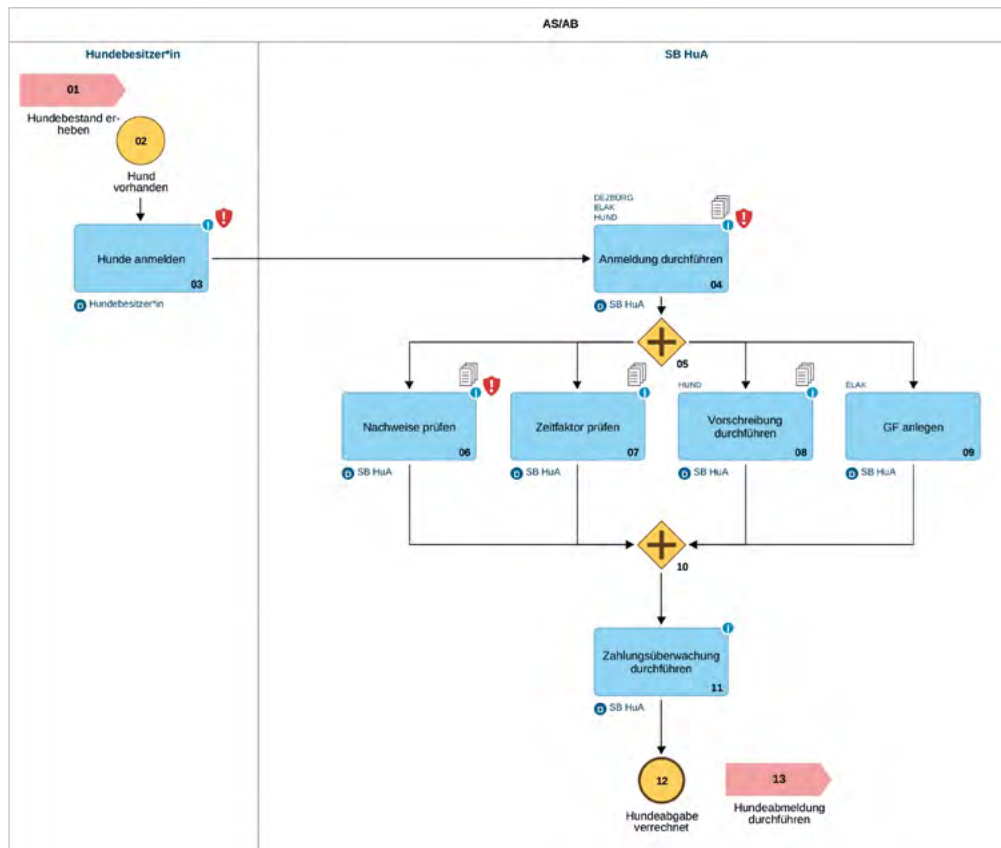 AS/AB
Hundebesitzer*in
SB HuA
01
Hundebestand er-
heben
02
Hund
vorhanden
Hunde anmelden
03
D Hundebesitzer*in
DEZBÜRG
ELAK
HUND
Anmeldung durchführen
04
D SB HuA
05
Nachweise prüfen
06
D SB HuA
Zeitfaktor prüfen
07
D SB HuA
HUND
Vorschreibung
durchführen
08
D SB HuA
ELAK
GF anlegen
09
D SB HuA
10
Zahlungsüberwachung
durchführen
11
D SB HuA
12
Hundeabgabe
verrechnet
13
Hundeabmeldung
durchführen